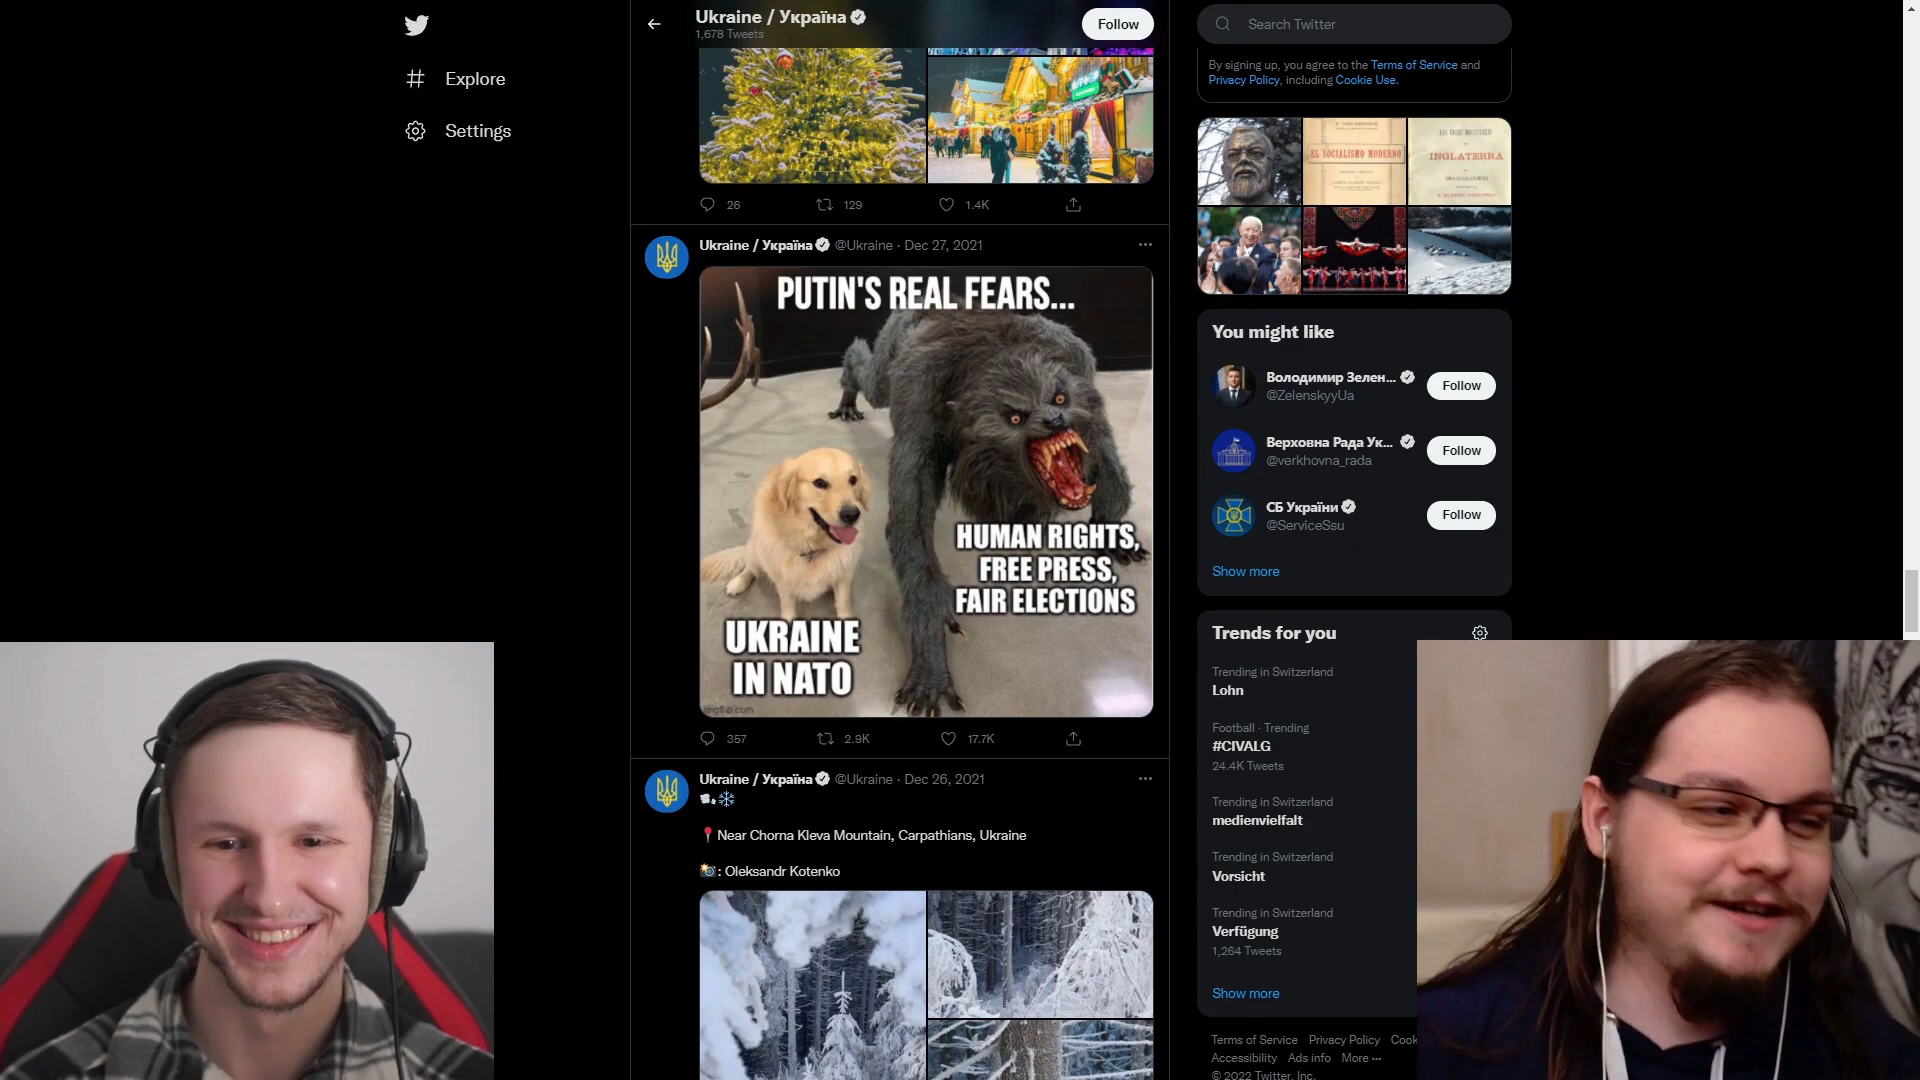 Explore
Settings
Ukraine / Україна
1,678 Tweets
Follow
26
129
1.4K
Ukraine / Україна @Ukraine · Dec 27, 2021
PUTIN'S REAL FEARS...
HUMAN RIGHTS,
FREE PRESS,
FAIR ELECTIONS
UKRAINE
IN NATO
imgflip.com
357
2.9K
17.7K
Ukraine / Україна @Ukraine · Dec 26, 2021
Near Chorna Kleva Mountain, Carpathians, Ukraine
: Oleksandr Kotenko
Search Twitter
By signing up, you agree to the Terms of Service and
Privacy Policy, including Cookie Use.
EL SOCIALISMO MODERNO
INGLATERRA
You might like
Володимир Зелен...
@ZelenskyyUa
Follow
Верховна Рада Ук...
@verkhovna_rada
Follow
СБ України
@ServiceSsu
Follow
Show more
Trends for you
Trending in Switzerland
Lohn
Football · Trending
#CIVALG
24.4K Tweets
Trending in Switzerland
medienvielfalt
Trending in Switzerland
Vorsicht
Trending in Switzerland
Verfügung
1,264 Tweets
Show more
Terms of Service Privacy Policy Cook
Accessibility Ads info More ···
© 2022 Twitter, Inc.